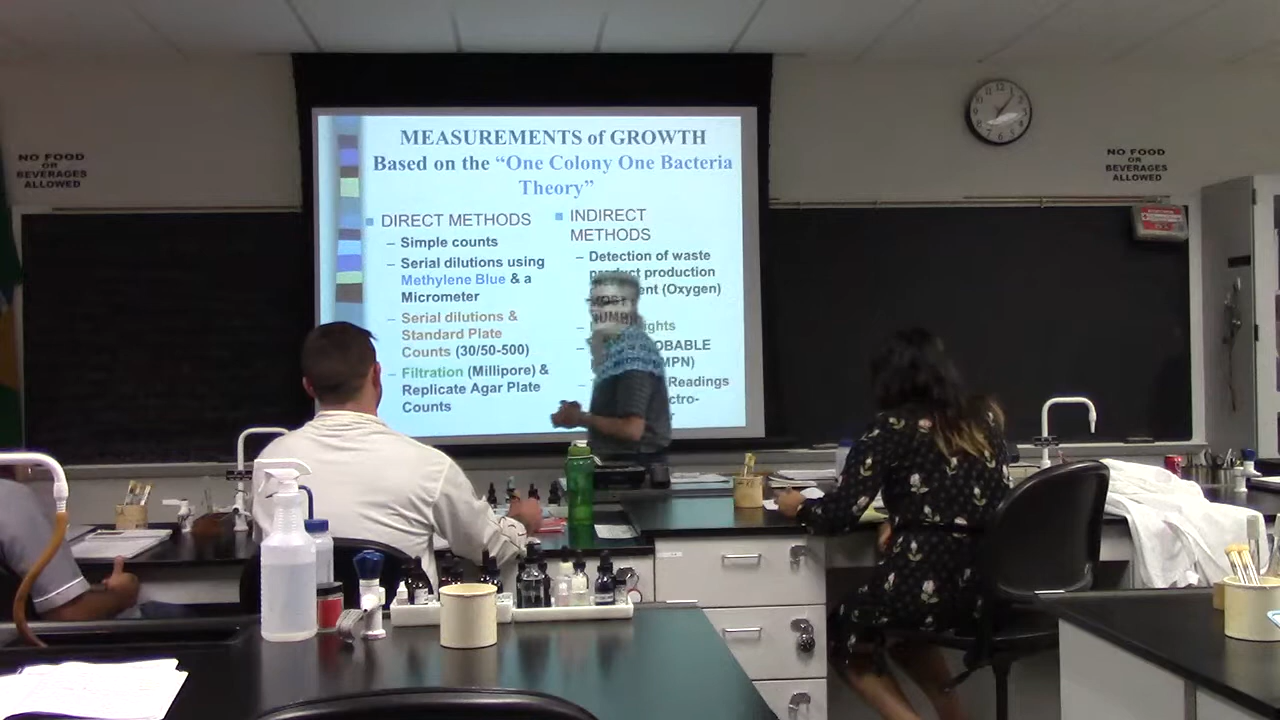 MEASUREMENTS of GROWTH
Based on the “One Colony One Bacteria
Theory”
DIRECT METHODS
– Simple counts
– Serial dilutions using
Methylene Blue & a
Micrometer
– Serial dilutions &
Standard Plate
Counts (30/50-500)
– Filtration (Millipore) &
Replicate Agar Plate
Counts
INDIRECT
METHODS
– Detection of waste
product production
(Oxygen)
Readings
NO FOOD
OR
BEVERAGES
ALLOWED
NO FOOD
OR
BEVERAGES
ALLOWED